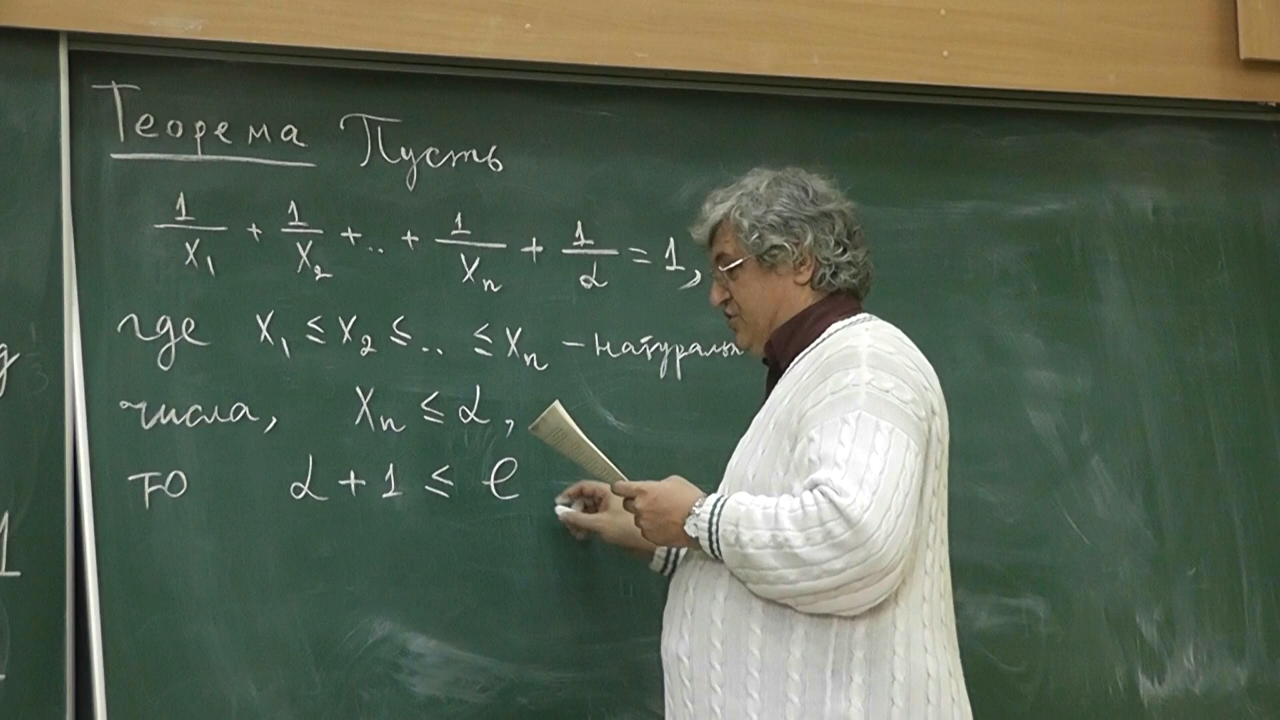 Теорема Пусть
1/x₁ + 1/x₂ + .. + 1/xₙ + 1/α = 1,
где x₁ ≤ x₂ ≤ .. ≤ xₙ – натуральн
числа, xₙ ≤ α,
то α + 1 ≤ e
1